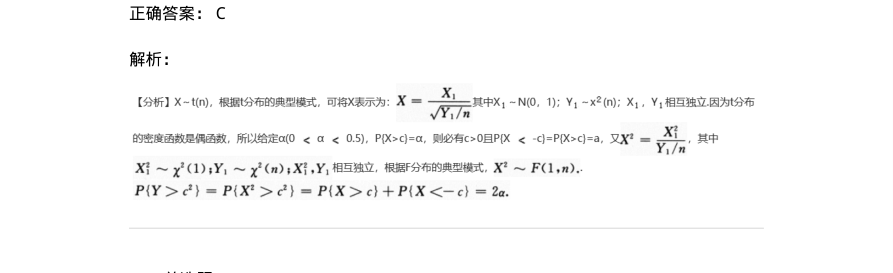 正确答案： C
解析：
【分析】X～t(n)，根据t分布的典型模式，可将X表示为：X = X₁/√(Y₁/n) 其中X₁ ~ N(0，1)；Y₁ ~x²(n)；X₁，Y₁相互独立.因为t分布
的密度函数是偶函数，所以给定α(0 < α < 0.5)，P{X>c}=α，则必有c>0且P{X < -c}=P{X>c}=a，又X² = X₁²/(Y₁/n)，其中
X₁² ~ χ²(1)；Y₁ ~ χ²(n)；X₁²,Y₁ 相互独立，根据F分布的典型模式，X² ~ F(1,n)．.
P{Y > c²} = P{X² > c²} = P{X > c} + P{X <− c} = 2α.